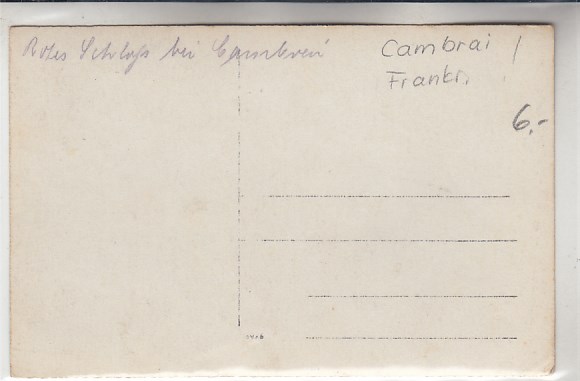 Rotes Schloß bei Cambrai
Cambrai /
Frankr.
6.-